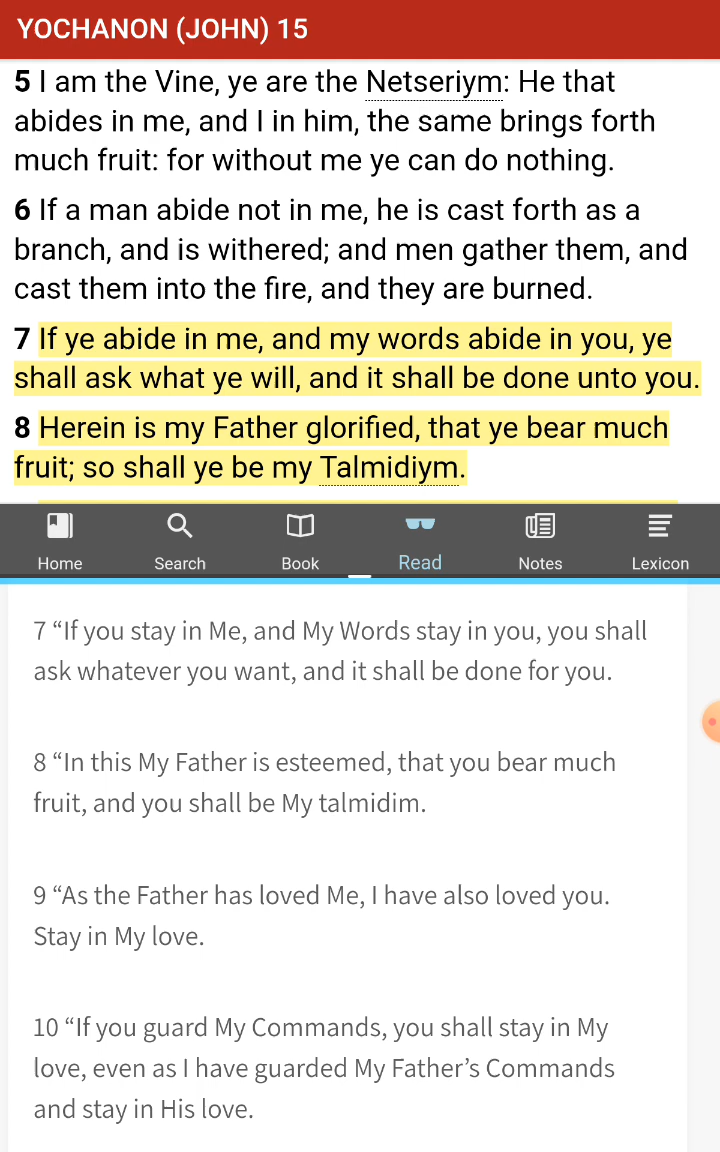 YOCHANON (JOHN) 15
5 I am the Vine, ye are the Netseriym: He that
abides in me, and I in him, the same brings forth
much fruit: for without me ye can do nothing.
6 If a man abide not in me, he is cast forth as a
branch, and is withered; and men gather them, and
cast them into the fire, and they are burned.
7 If ye abide in me, and my words abide in you, ye
shall ask what ye will, and it shall be done unto you.
8 Herein is my Father glorified, that ye bear much
fruit; so shall ye be my Talmidiym.
Home Search Book Read Notes Lexicon
7 “If you stay in Me, and My Words stay in you, you shall
ask whatever you want, and it shall be done for you.
8 “In this My Father is esteemed, that you bear much
fruit, and you shall be My talmidim.
9 “As the Father has loved Me, I have also loved you.
Stay in My love.
10 “If you guard My Commands, you shall stay in My
love, even as I have guarded My Father’s Commands
and stay in His love.